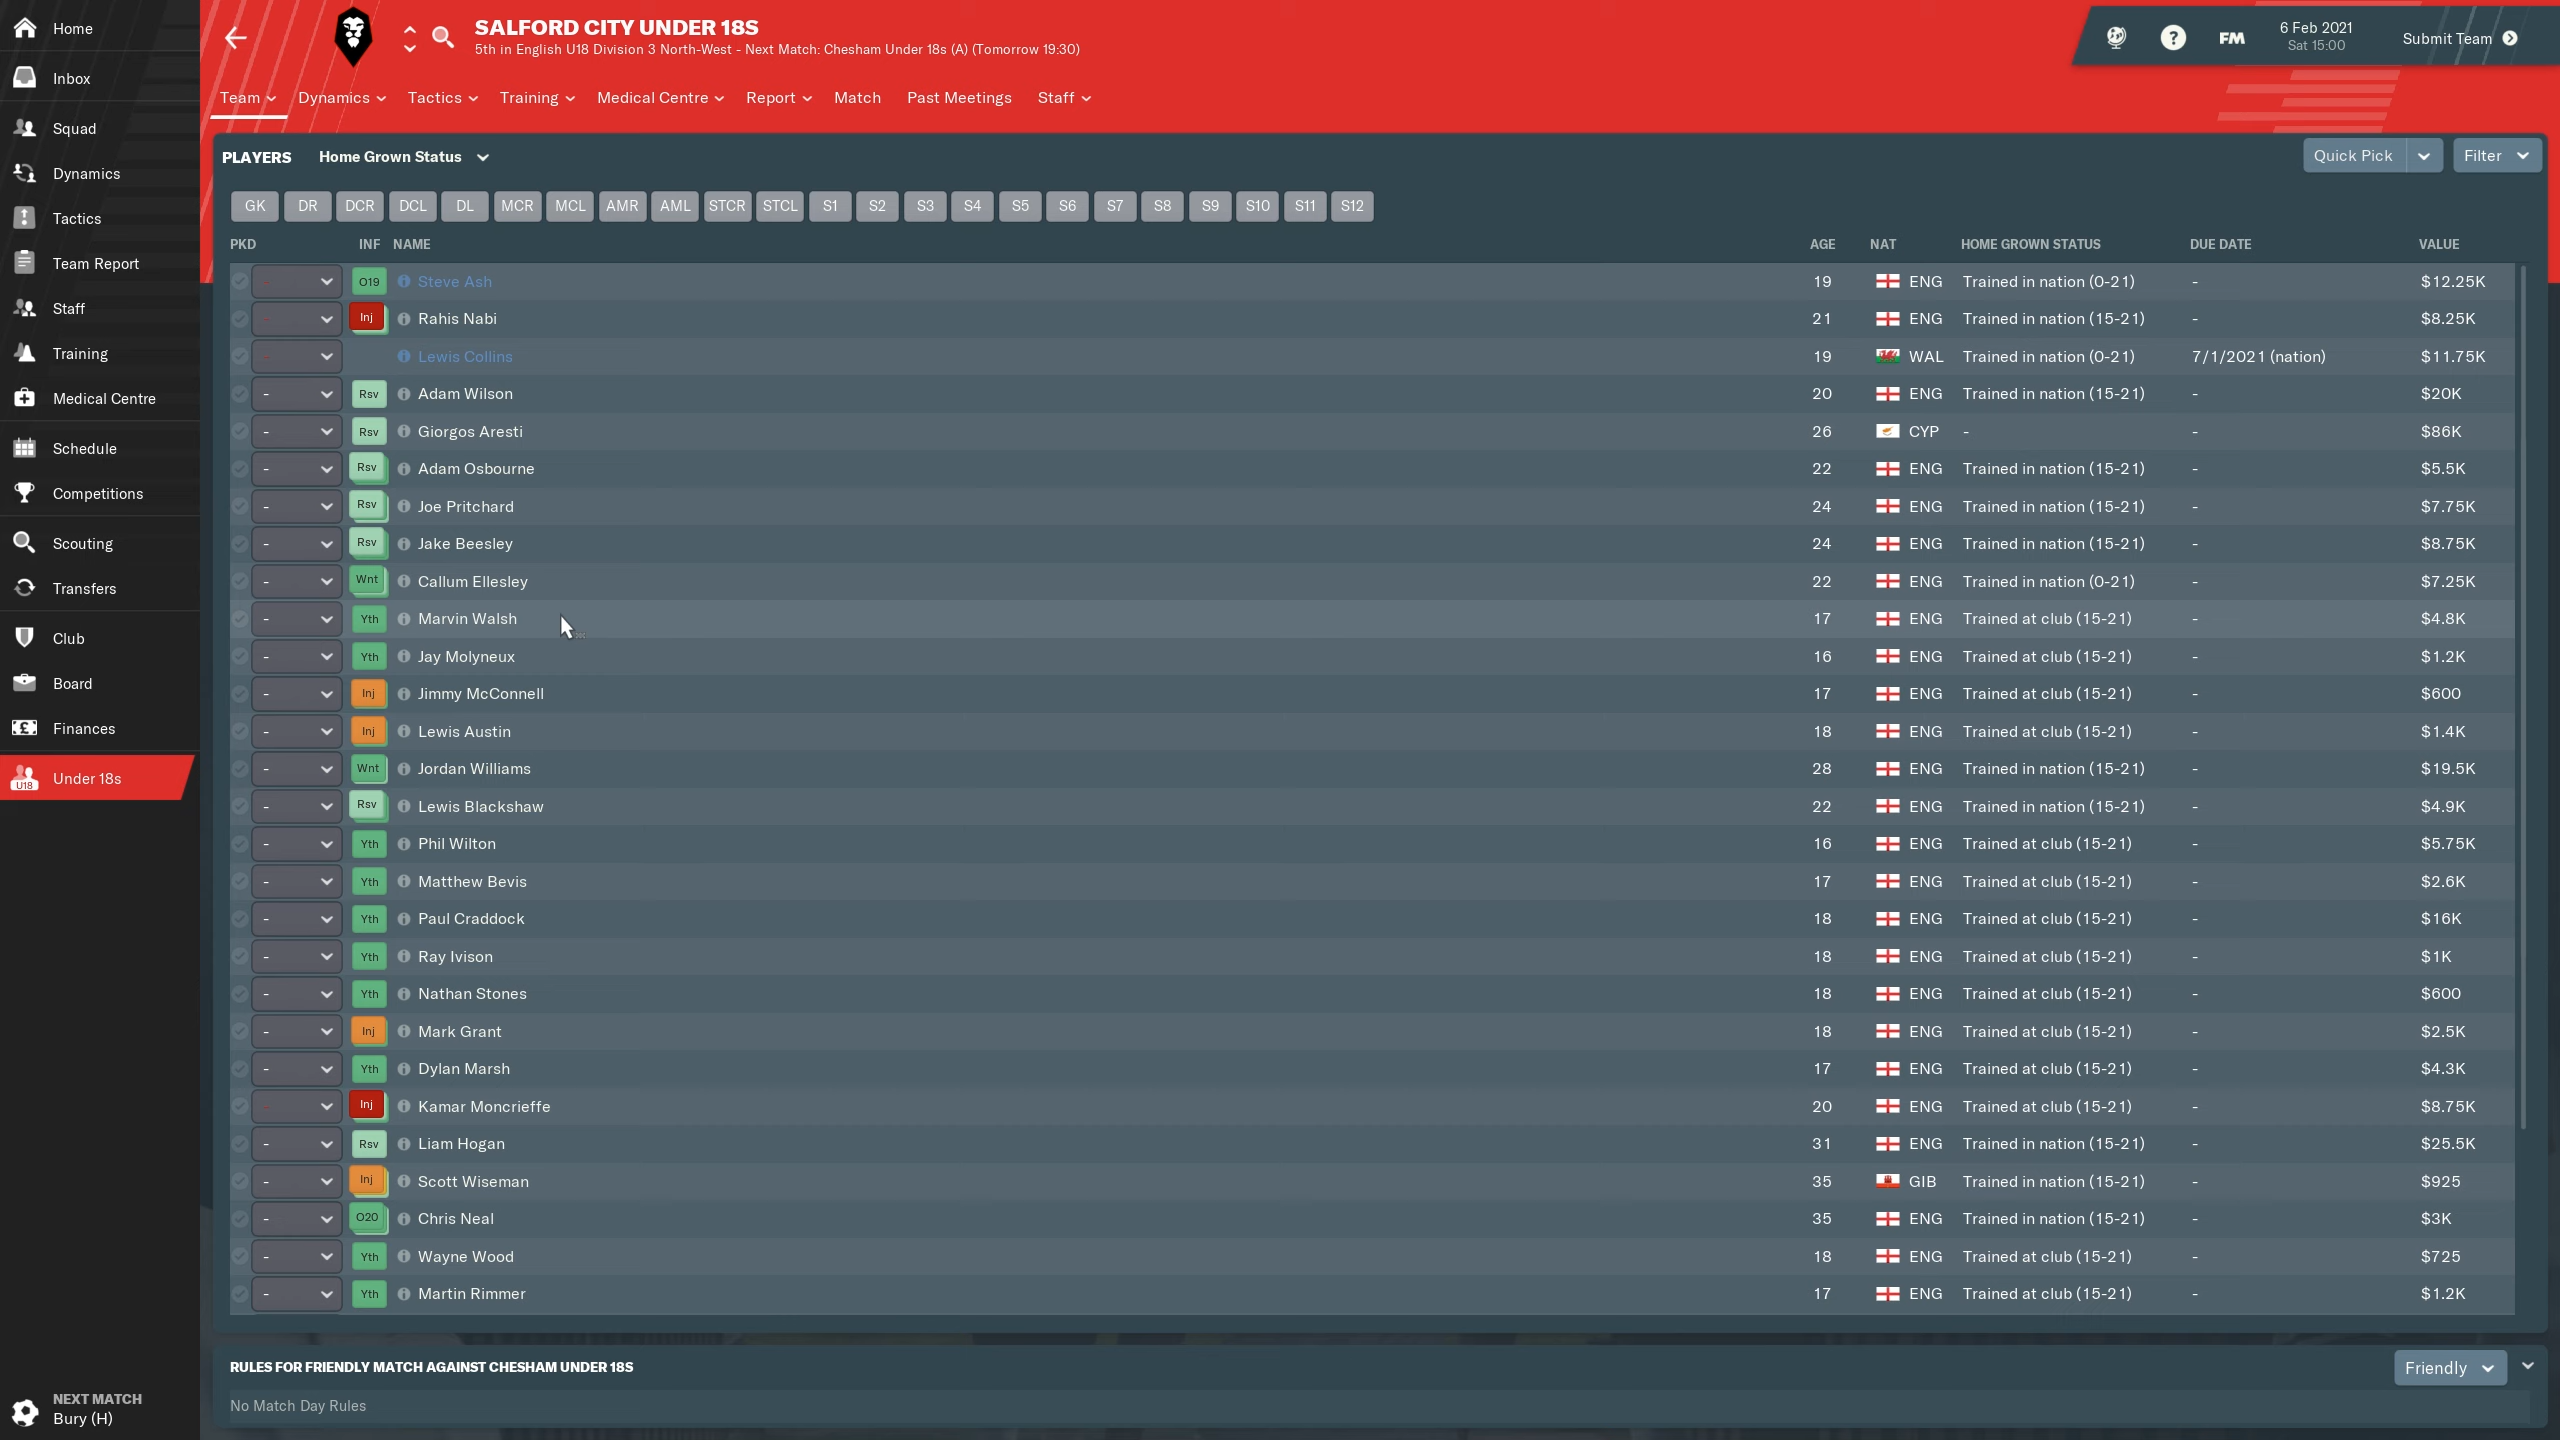 Home
Inbox
Squad
Dynamics
Tactics
Team Report
Staff
Training
Medical Centre
Schedule
Competitions
Scouting
Transfers
Club
Board
Finances
U18
Under 18s
NEXT MATCH
Bury (H)
SALFORD CITY UNDER 18S
5th in English U18 Division 3 North-West - Next Match: Chesham Under 18s (A) (Tomorrow 19:30)
? FM 6 Feb 2021 Submit Team
Sat 15:00
Team Dynamics Tactics Training Medical Centre Report Match Past Meetings Staff
PLAYERS Home Grown Status Quick Pick Filter
GK DR DCR DCL DL MCR MCL AMR AML STCR STCL S1 S2 S3 S4 S5 S6 S7 S8 S9 S10 S11 S12
PKD INF NAME AGE NAT HOME GROWN STATUS DUE DATE VALUE
- O19 Steve Ash 19 ENG Trained in nation (0-21) - $12.25K
- Inj Rahis Nabi 21 ENG Trained in nation (15-21) - $8.25K
- Lewis Collins 19 WAL Trained in nation (0-21) 7/1/2021 (nation) $11.75K
- Rsv Adam Wilson 20 ENG Trained in nation (15-21) - $20K
- Rsv Giorgos Aresti 26 CYP - - $86K
- Rsv Adam Osbourne 22 ENG Trained in nation (15-21) - $5.5K
- Rsv Joe Pritchard 24 ENG Trained in nation (15-21) - $7.75K
- Rsv Jake Beesley 24 ENG Trained in nation (15-21) - $8.75K
- Wnt Callum Ellesley 22 ENG Trained in nation (0-21) - $7.25K
- Yth Marvin Walsh 17 ENG Trained at club (15-21) - $4.8K
- Yth Jay Molyneux 16 ENG Trained at club (15-21) - $1.2K
- Inj Jimmy McConnell 17 ENG Trained at club (15-21) - $600
- Inj Lewis Austin 18 ENG Trained at club (15-21) - $1.4K
- Wnt Jordan Williams 28 ENG Trained in nation (15-21) - $19.5K
- Rsv Lewis Blackshaw 22 ENG Trained in nation (15-21) - $4.9K
- Yth Phil Wilton 16 ENG Trained at club (15-21) - $5.75K
- Yth Matthew Bevis 17 ENG Trained at club (15-21) - $2.6K
- Yth Paul Craddock 18 ENG Trained at club (15-21) - $16K
- Yth Ray Ivison 18 ENG Trained at club (15-21) - $1K
- Yth Nathan Stones 18 ENG Trained at club (15-21) - $600
- Inj Mark Grant 18 ENG Trained at club (15-21) - $2.5K
- Yth Dylan Marsh 17 ENG Trained at club (15-21) - $4.3K
- Inj Kamar Moncrieffe 20 ENG Trained at club (15-21) - $8.75K
- Rsv Liam Hogan 31 ENG Trained in nation (15-21) - $25.5K
- Inj Scott Wiseman 35 GIB Trained in nation (15-21) - $925
- O20 Chris Neal 35 ENG Trained in nation (15-21) - $3K
- Yth Wayne Wood 18 ENG Trained at club (15-21) - $725
- Yth Martin Rimmer 17 ENG Trained at club (15-21) - $1.2K
RULES FOR FRIENDLY MATCH AGAINST CHESHAM UNDER 18S Friendly
No Match Day Rules